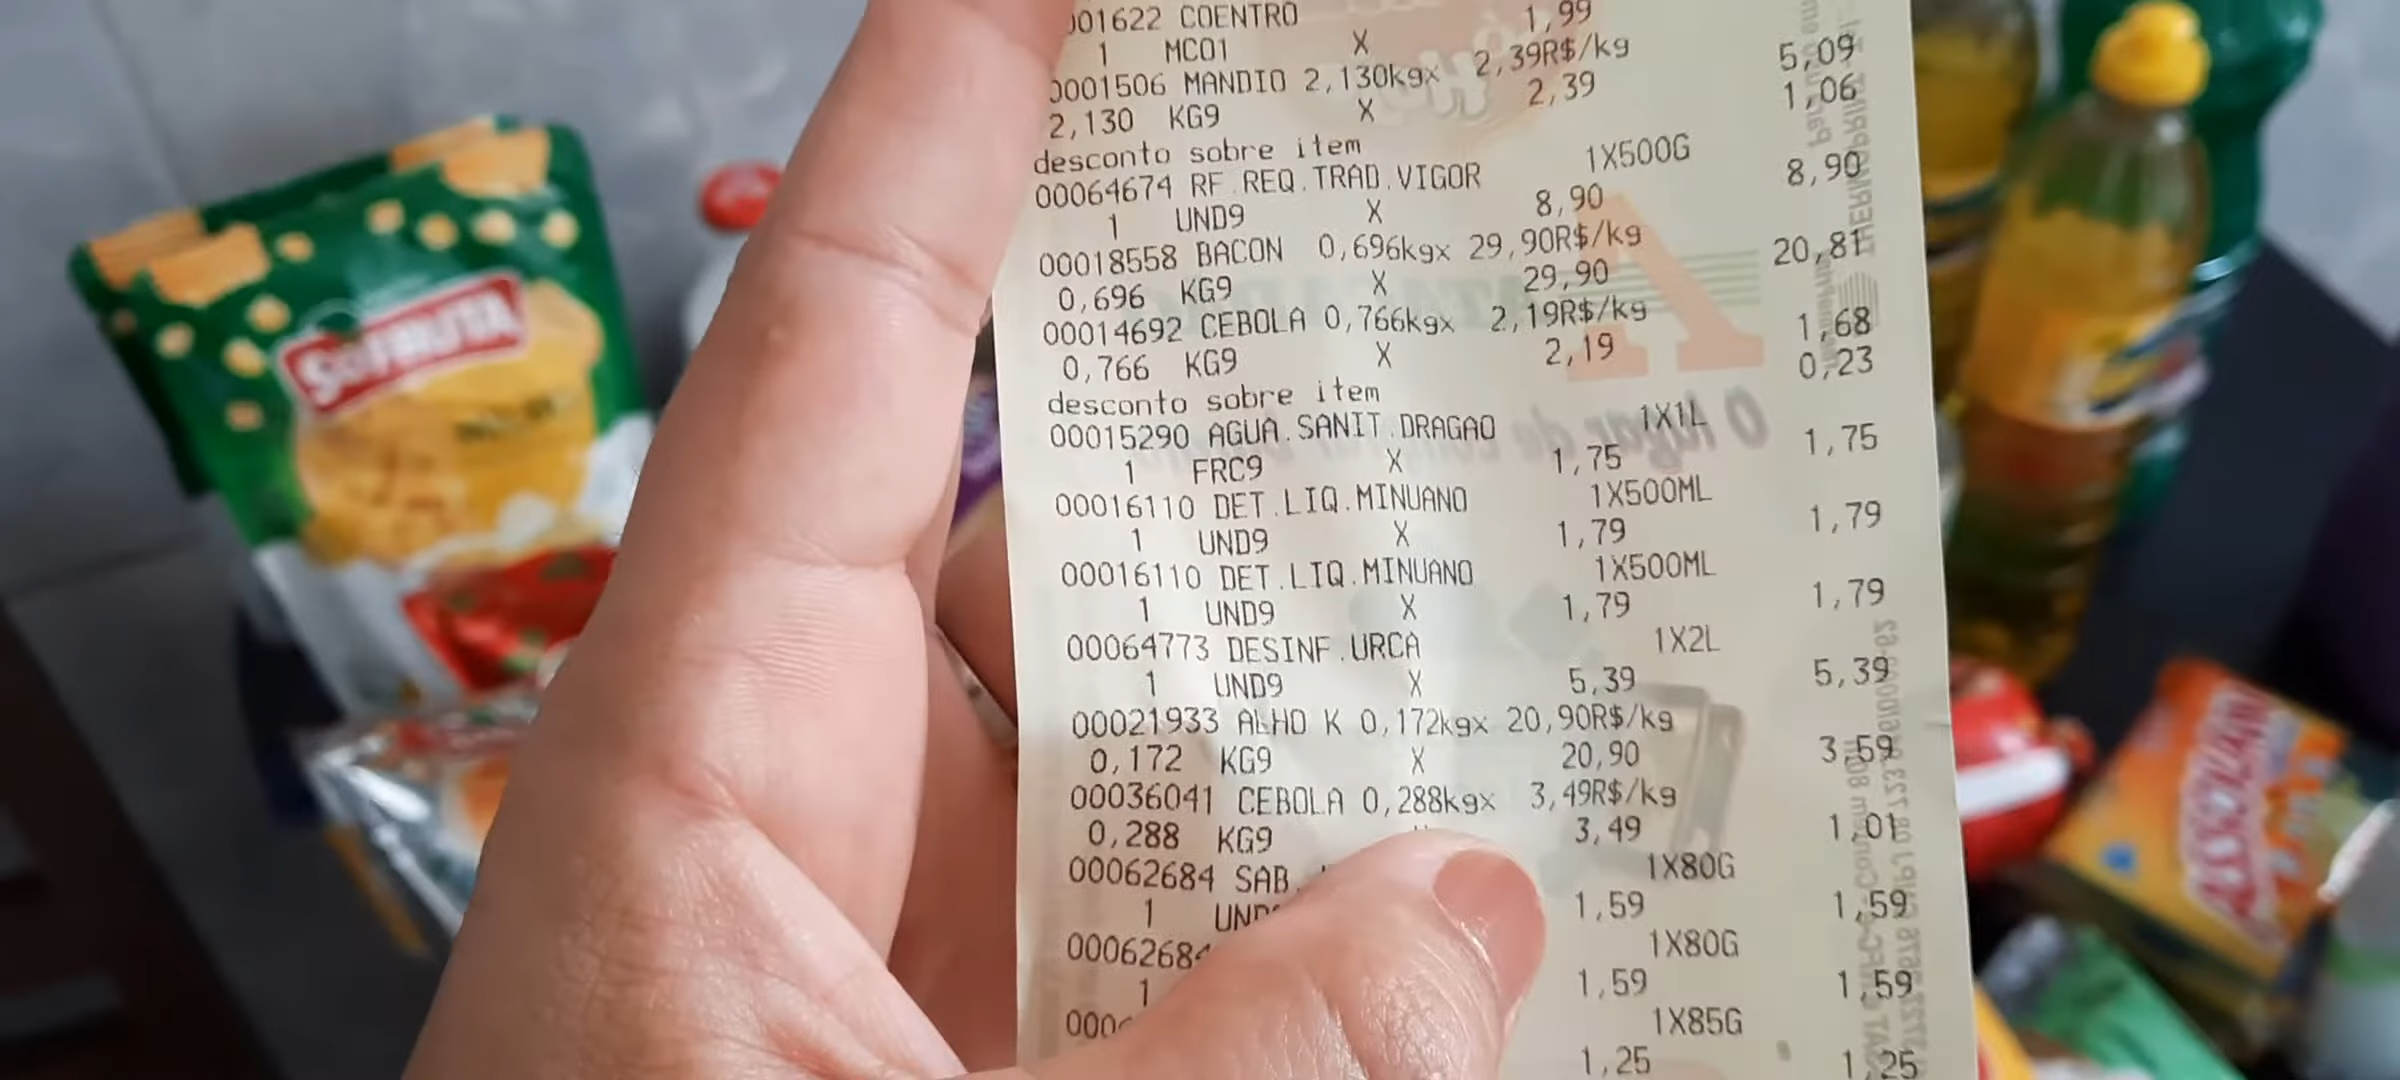 001622 COENTRO 1,99
1 MCO1 X
0001506 MANDIO 2,130kgx 2,39R$/kg 5,09
2,130 KG9 X 2,39 1,06
desconto sobre item
00064674 RF.REQ.TRAD.VIGOR 1X500G
1 UND9 X 8,90 8,90
00018558 BACON 0,696kgx 29,90R$/kg
0,696 KG9 X 29,90 20,81
00014692 CEBOLA 0,766kgx 2,19R$/kg
0,766 KG9 X 2,19 1,68
desconto sobre item 0,23
00015290 AGUA.SANIT.DRAGAO 1X1L
1 FRC9 X 1,75 1,75
00016110 DET.LIQ.MINUANO 1X500ML
1 UND9 X 1,79 1,79
00016110 DET.LIQ.MINUANO 1X500ML
1 UND9 X 1,79 1,79
00064773 DESINF.URCA 1X2L
1 UND9 X 5,39 5,39
00021933 ALHO K 0,172kgx 20,90R$/kg
0,172 KG9 X 20,90 3,59
00036041 CEBOLA 0,288kgx 3,49R$/kg
0,288 KG9 3,49 1,01
00062684 SAB. 1X80G
1 1,59 1,59
0006268 1X80G
1 1,59 1,59
000 1X85G
1,25 1,25
SóFRUTA